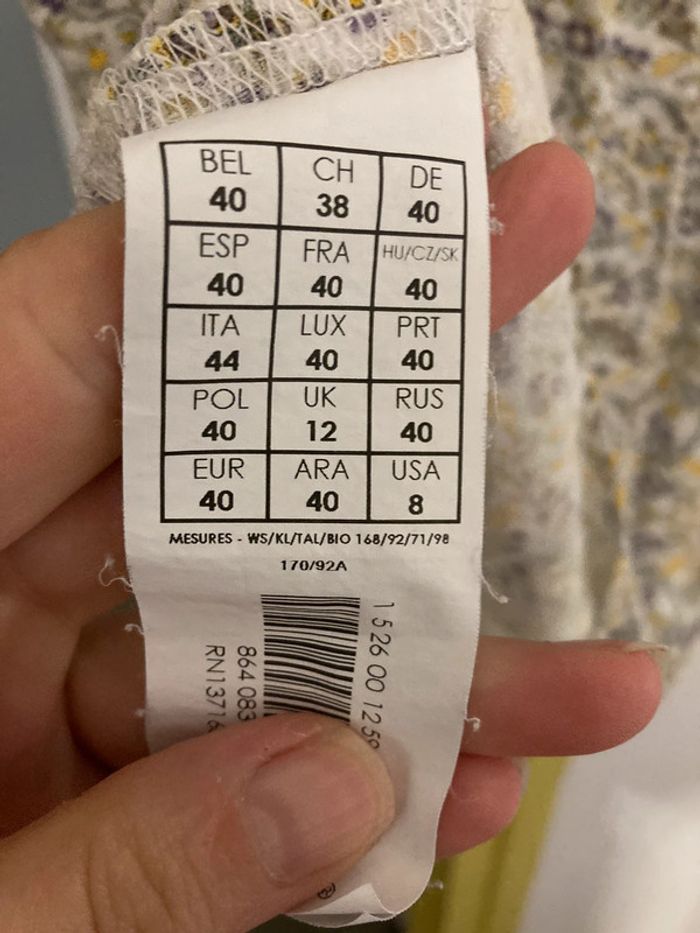 BEL CH DE
40 38 40
ESP FRA HU/CZ/SK
40 40 40
ITA LUX PRT
44 40 40
POL UK RUS
40 12 40
EUR ARA USA
40 40 8
MESURES - WS/KL/TAL/BIO 168/92/71/98
170/92A
1 526 00 1259
864 083
RN13716
®